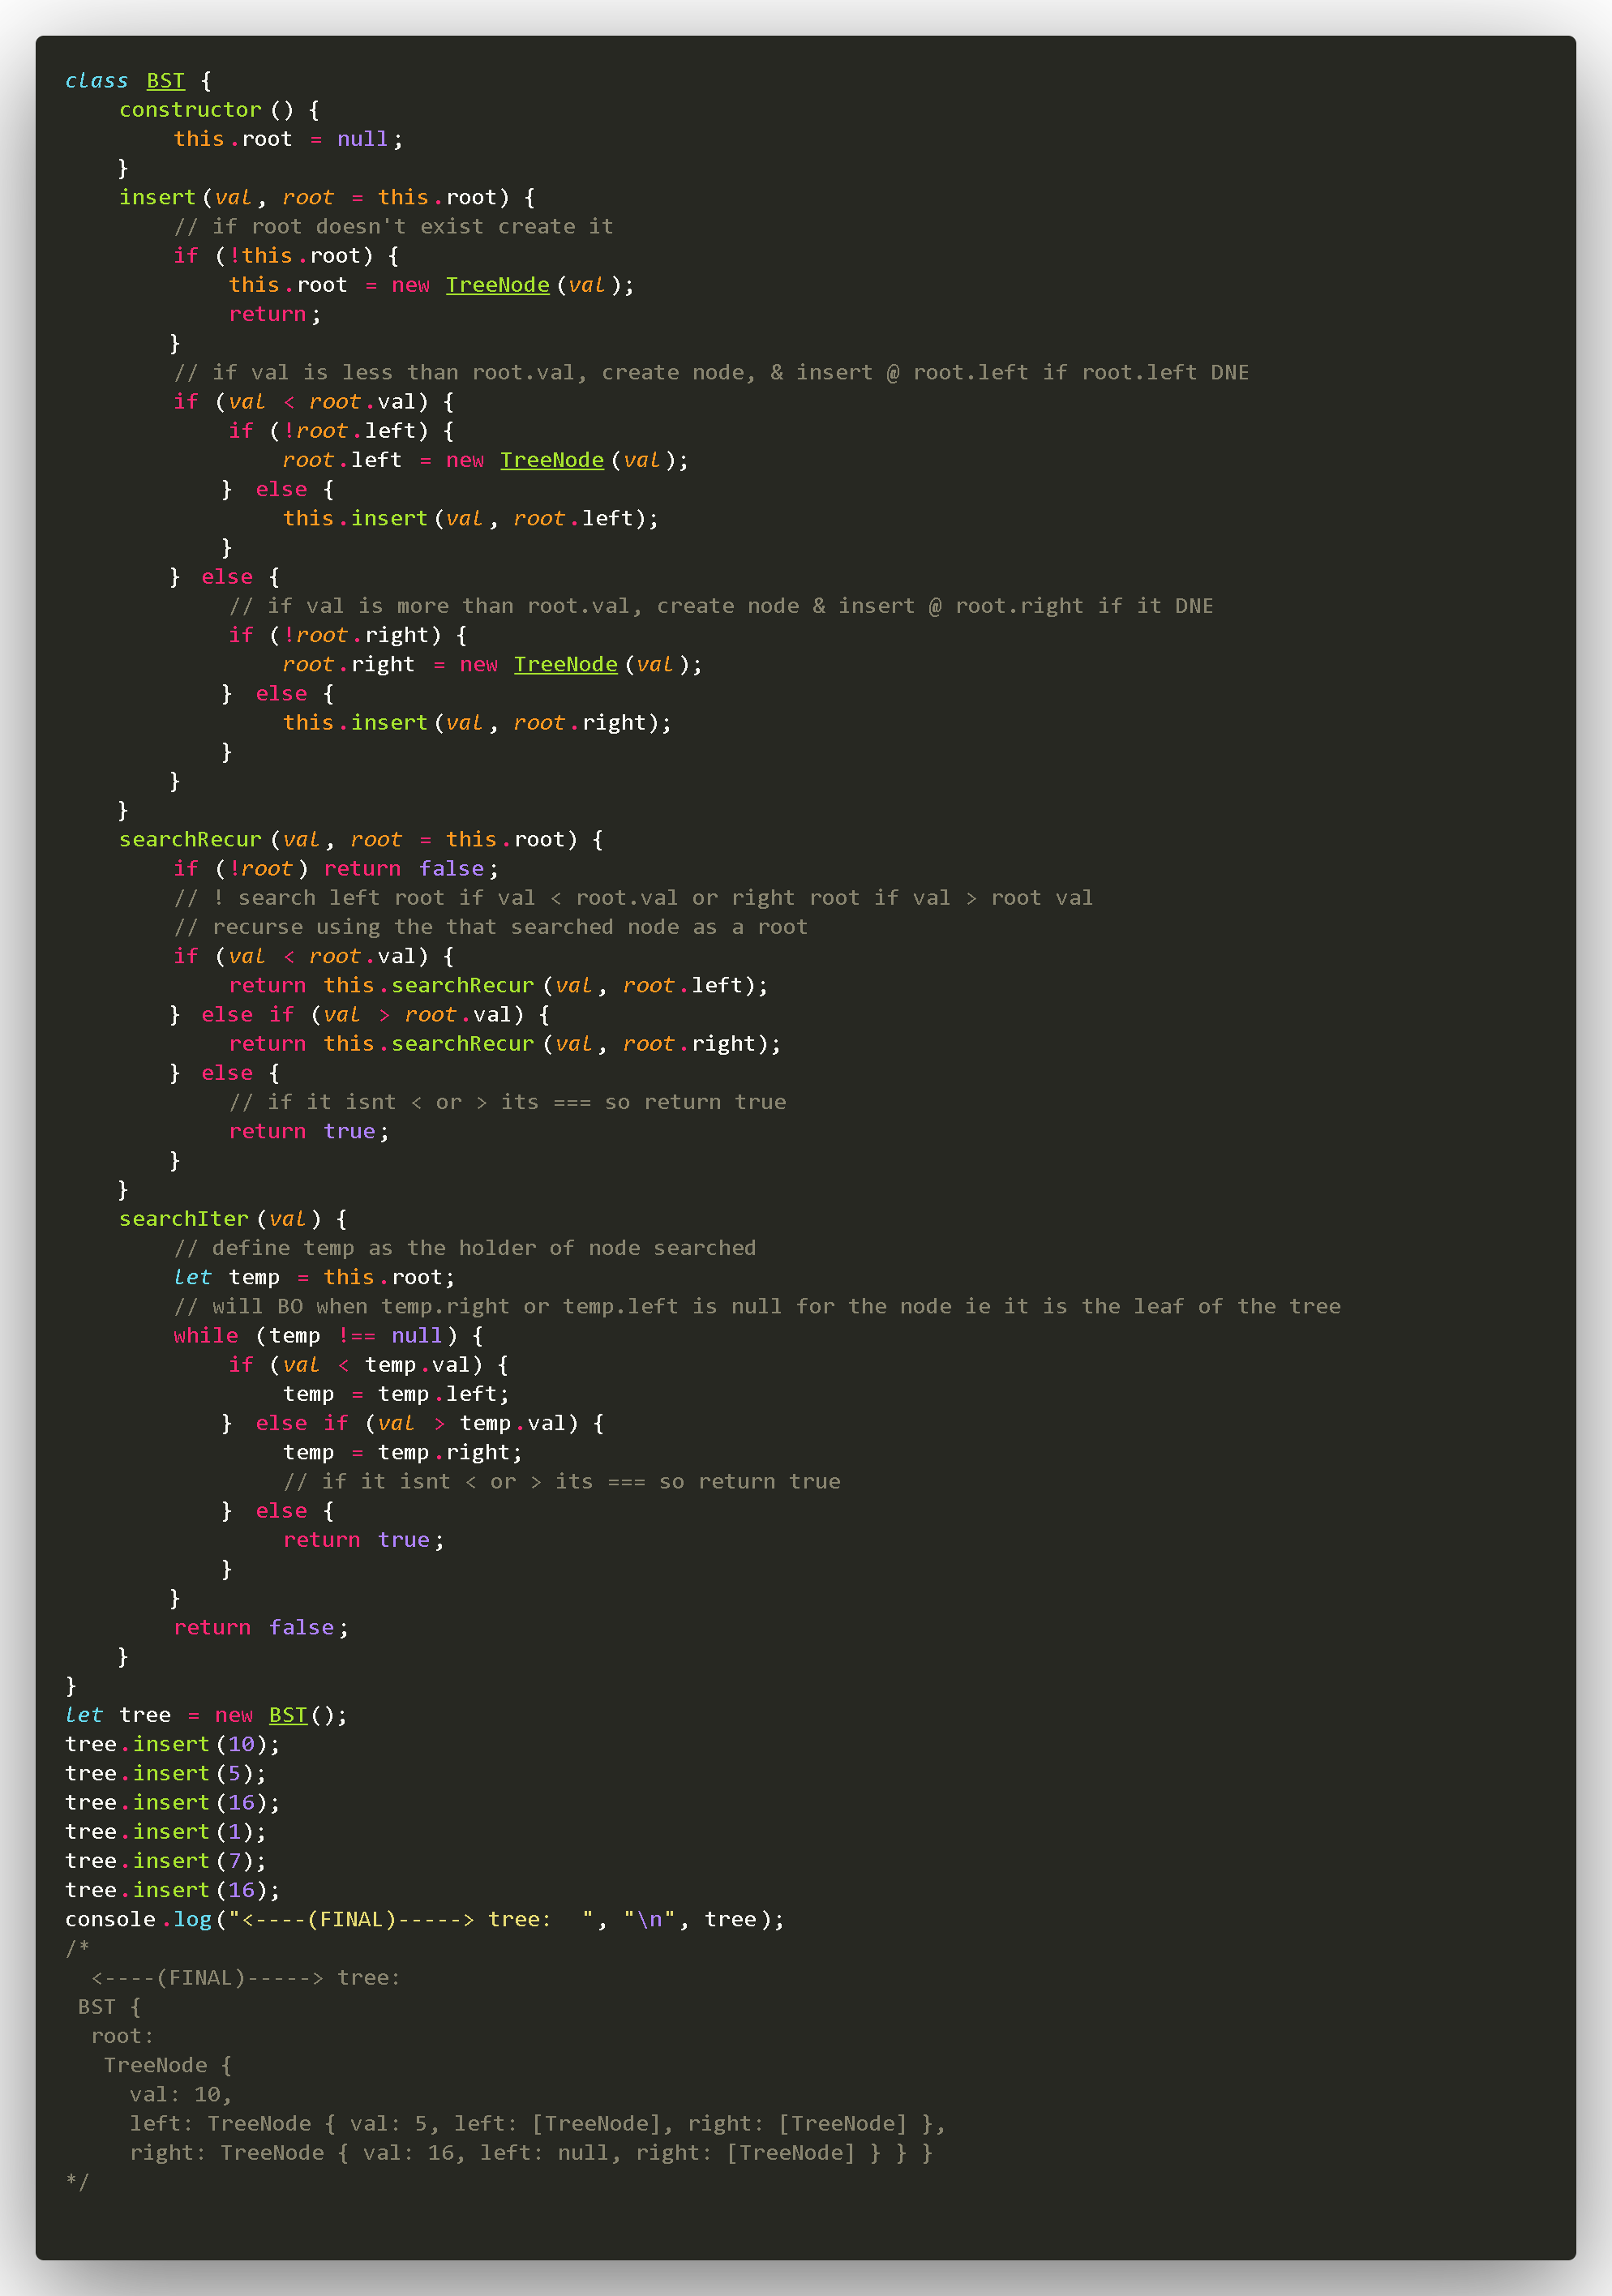 class BST {
    constructor() {
        this.root = null;
    }
    insert(val, root = this.root) {
        // if root doesn't exist create it
        if (!this.root) {
            this.root = new TreeNode(val);
            return;
        }
        // if val is less than root.val, create node, & insert @ root.left if root.left DNE
        if (val < root.val) {
            if (!root.left) {
                root.left = new TreeNode(val);
            } else {
                this.insert(val, root.left);
            }
        } else {
            // if val is more than root.val, create node & insert @ root.right if it DNE
            if (!root.right) {
                root.right = new TreeNode(val);
            } else {
                this.insert(val, root.right);
            }
        }
    }
    searchRecur(val, root = this.root) {
        if (!root) return false;
        // ! search left root if val < root.val or right root if val > root val
        // recurse using the that searched node as a root
        if (val < root.val) {
            return this.searchRecur(val, root.left);
        } else if (val > root.val) {
            return this.searchRecur(val, root.right);
        } else {
            // if it isnt < or > its === so return true
            return true;
        }
    }
    searchIter(val) {
        // define temp as the holder of node searched
        let temp = this.root;
        // will BO when temp.right or temp.left is null for the node ie it is the leaf of the tree
        while (temp !== null) {
            if (val < temp.val) {
                temp = temp.left;
            } else if (val > temp.val) {
                temp = temp.right;
                // if it isnt < or > its === so return true
            } else {
                return true;
            }
        }
        return false;
    }
}
let tree = new BST();
tree.insert(10);
tree.insert(5);
tree.insert(16);
tree.insert(1);
tree.insert(7);
tree.insert(16);
console.log("<----(FINAL)-----> tree:  ", "\n", tree);
/*
  <----(FINAL)-----> tree:
 BST {
  root:
   TreeNode {
     val: 10,
     left: TreeNode { val: 5, left: [TreeNode], right: [TreeNode] },
     right: TreeNode { val: 16, left: null, right: [TreeNode] } } }
*/